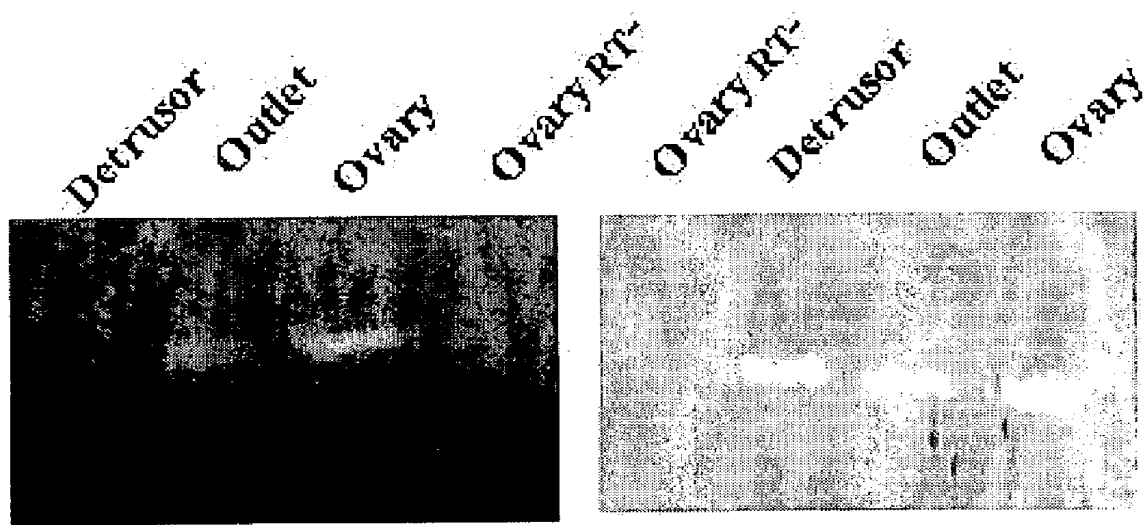 Detrusor
Outlet
Ovary
Ovary RT-
Ovary RT-
Detrusor
Outlet
Ovary